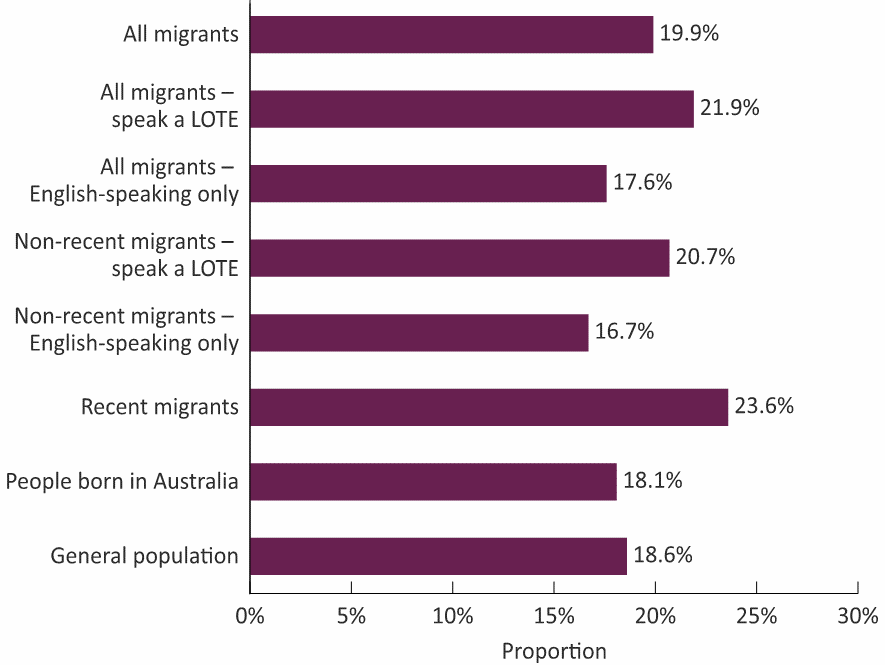 All migrants
19.9%
All migrants –
speak a LOTE
21.9%
All migrants –
English-speaking only
17.6%
Non-recent migrants –
speak a LOTE
20.7%
Non-recent migrants –
English-speaking only
16.7%
Recent migrants
23.6%
People born in Australia
18.1%
General population
18.6%
0% 5% 10% 15% 20% 25% 30%
Proportion